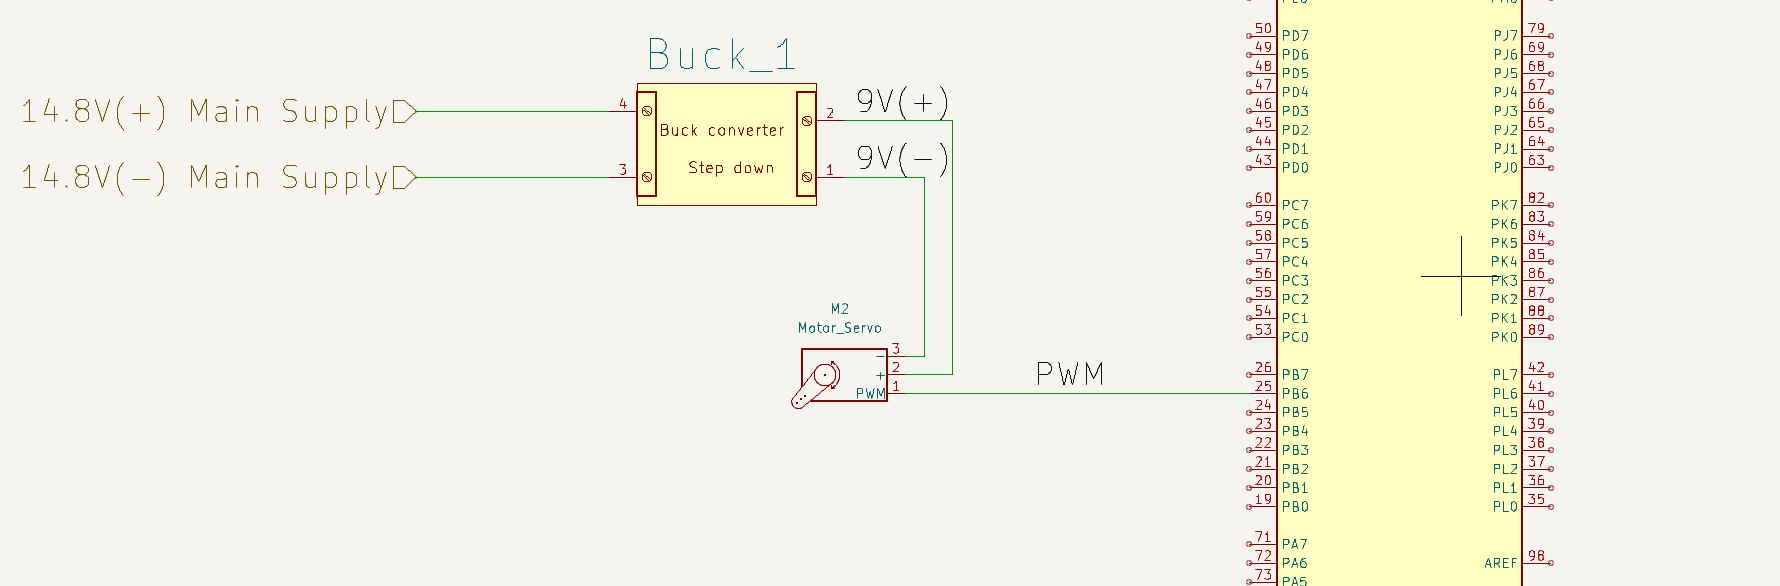 Buck_1
14.8V(+) Main Supply
14.8V(-) Main Supply
4
3
Buck converter
Step down
2
1
9V(+)
9V(-)
M2
Motor_Servo
- 3
+ 2
PWM 1
PWM
50 PD7
49 PD6
48 PD5
47 PD4
46 PD3
45 PD2
44 PD1
43 PD0
60 PC7
59 PC6
58 PC5
57 PC4
56 PC3
55 PC2
54 PC1
53 PC0
26 PB7
25 PB6
24 PB5
23 PB4
22 PB3
21 PB2
20 PB1
19 PB0
71 PA7
72 PA6
73 PA5
PJ7 79
PJ6 69
PJ5 68
PJ4 67
PJ3 66
PJ2 65
PJ1 64
PJ0 63
PK7 82
PK6 83
PK5 84
PK4 85
PK3 86
PK2 87
PK1 88
PK0 89
PL7 42
PL6 41
PL5 40
PL4 39
PL3 38
PL2 37
PL1 36
PL0 35
AREF 98